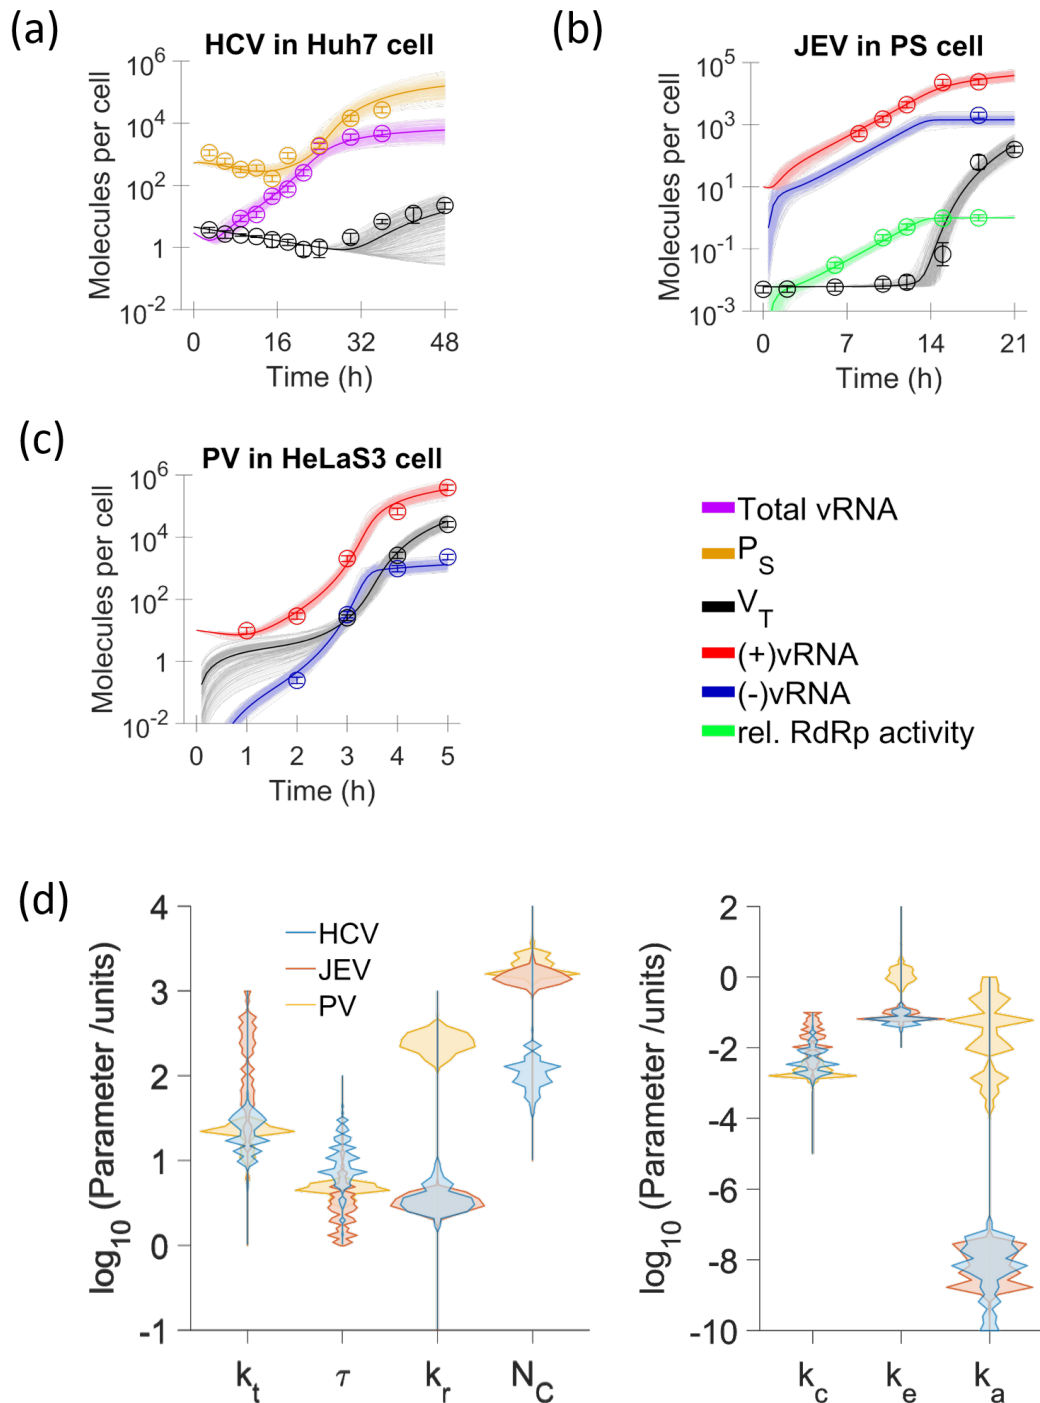 (a)
HCV in Huh7 cell
Molecules per cell
10^6
10^4
10^2
1
10^-2
0 16 32 48
Time (h)
(b)
JEV in PS cell
Molecules per cell
10^5
10^3
10^1
10^-1
10^-3
0 7 14 21
Time (h)
(c)
PV in HeLaS3 cell
Molecules per cell
10^6
10^4
10^2
1
10^-2
0 1 2 3 4 5
Time (h)
Total vRNA
P_S
V_T
(+)vRNA
(-)vRNA
rel. RdRp activity
(d)
log_10 (Parameter /units)
4
3
2
1
0
-1
HCV
JEV
PV
k_t τ k_r N_C
log_10 (Parameter /units)
2
0
-2
-4
-6
-8
-10
k_c k_e k_a